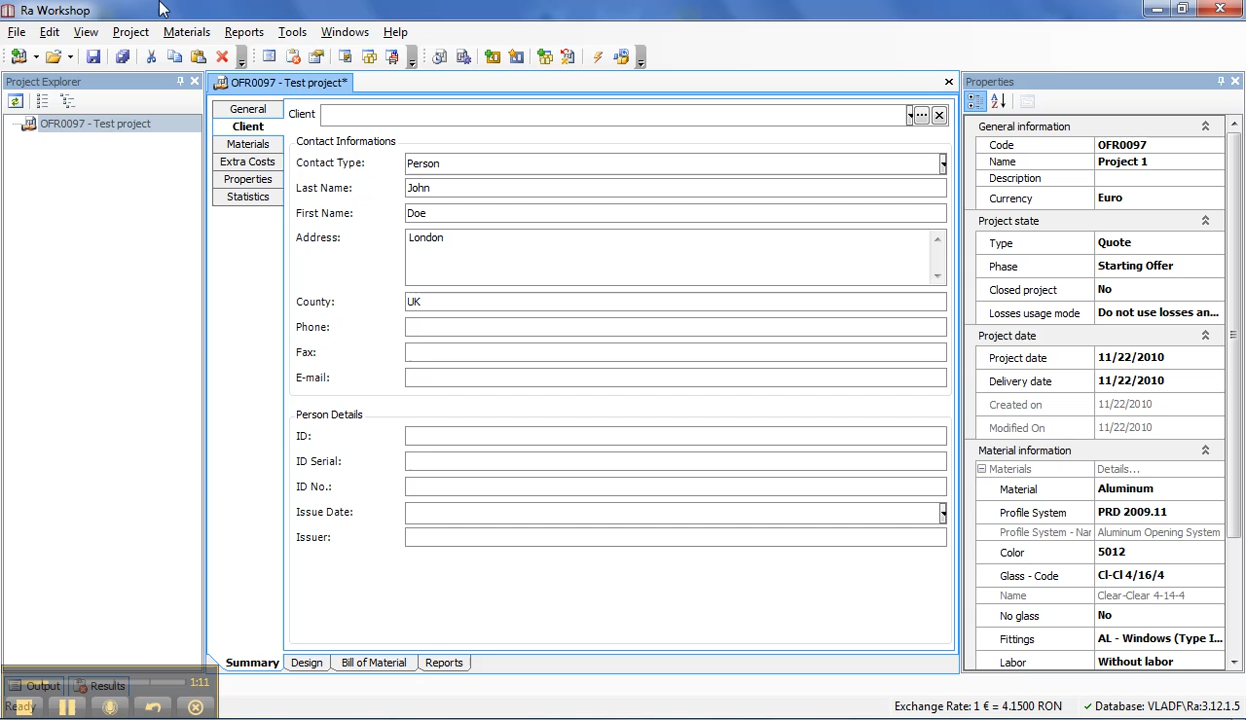 Ra Workshop
File Edit View Project Materials Reports Tools Windows Help
Project Explorer
OFR0097 - Test project
OFR0097 - Test project*
General
Client
Materials
Extra Costs
Properties
Statistics
Client
Contact Informations
Contact Type: Person
Last Name: John
First Name: Doe
Address: London
County: UK
Phone:
Fax:
E-mail:
Person Details
ID:
ID Serial:
ID No.:
Issue Date:
Issuer:
Summary Design Bill of Material Reports
Properties
General information
Code OFR0097
Name Project 1
Description
Currency Euro
Project state
Type Quote
Phase Starting Offer
Closed project No
Losses usage mode Do not use losses an...
Project date
Project date 11/22/2010
Delivery date 11/22/2010
Created on 11/22/2010
Modified On 11/22/2010
Material information
Materials Details...
Material Aluminum
Profile System PRD 2009.11
Profile System - Nar Aluminum Opening System
Color 5012
Glass - Code Cl-Cl 4/16/4
Name Clear-Clear 4-14-4
No glass No
Fittings AL - Windows (Type I...
Labor Without labor
Output Results 1:11
Ready
Exchange Rate: 1 € = 4.1500 RON Database: VLADF\Ra:3.12.1.5